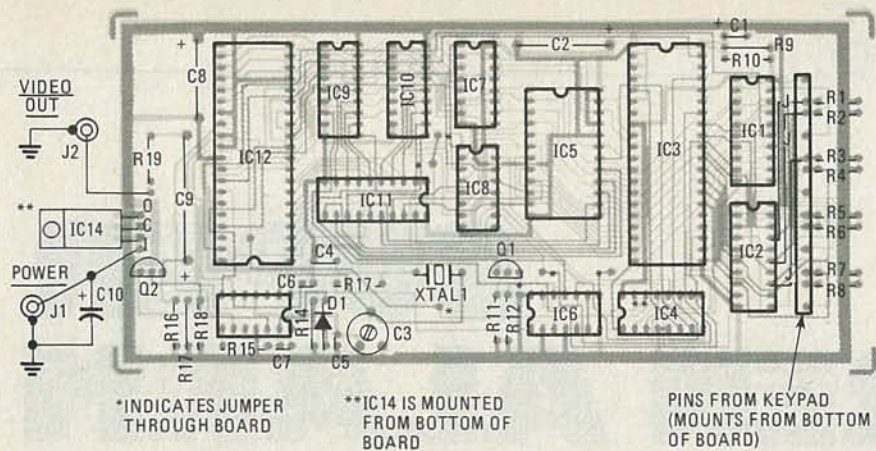 VIDEO
OUT
J2
R19
**
IC14
O
C
I
POWER
J1
C10
+
Q2
+
C8
C9
+
IC12
IC9
IC10
IC7
C2
+
IC11
IC8
IC5
IC3
+ C1
R9
R10
IC1
IC2
R1
R2
R3
R4
R5
R6
R7
R8
C4
C6
R17
XTAL1
Q1
*
**
R16
R17
R18
R15
C7
R14
D1
C5
C3
R11
R12
IC6
IC4
*INDICATES JUMPER
THROUGH BOARD
**IC14 IS MOUNTED
FROM BOTTOM OF
BOARD
PINS FROM KEYPAD
(MOUNTS FROM BOTTOM
OF BOARD)